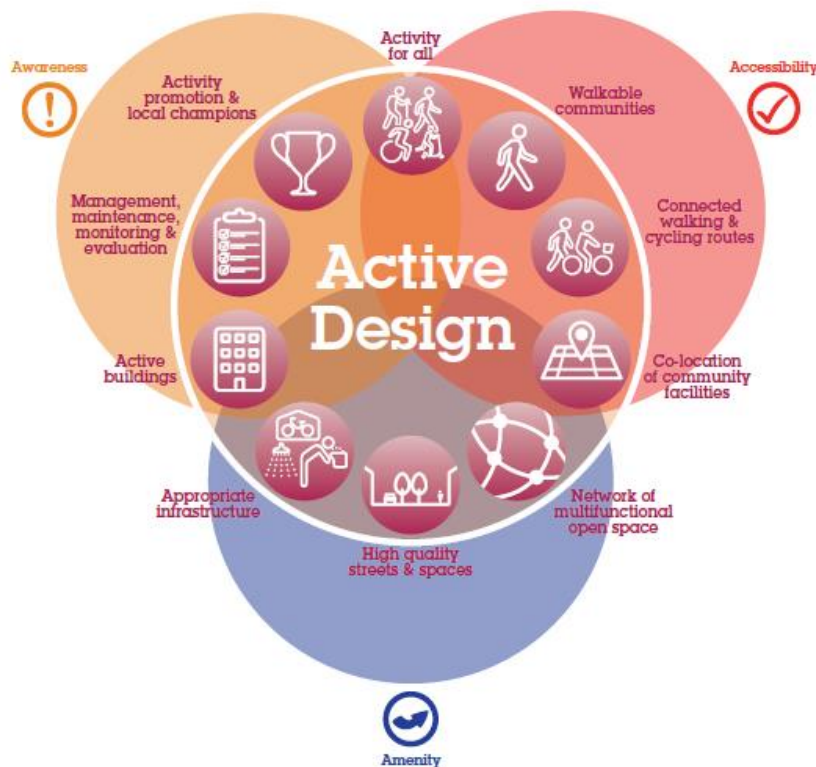 Activity
for all
Awareness
Accessibility
Activity
promotion &
local champions
Walkable
communities
Management,
maintenance,
monitoring &
evaluation
Connected
walking &
cycling routes
Active
Design
Active
buildings
Co-location
of community
facilities
Appropriate
infrastructure
Network of
multifunctional
open space
High quality
streets & spaces
Amenity